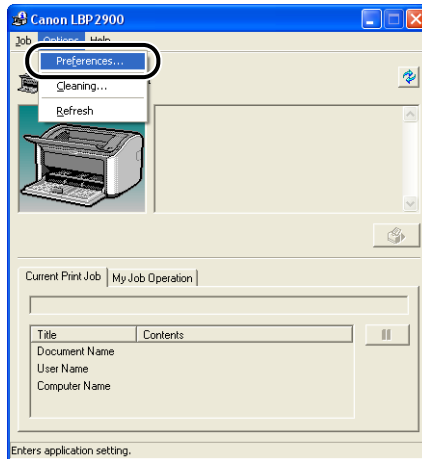 Canon LBP2900
Job Options Help
Preferences...
Cleaning...
Refresh
Current Print Job My Job Operation
Title Contents
Document Name
User Name
Computer Name
Enters application setting.